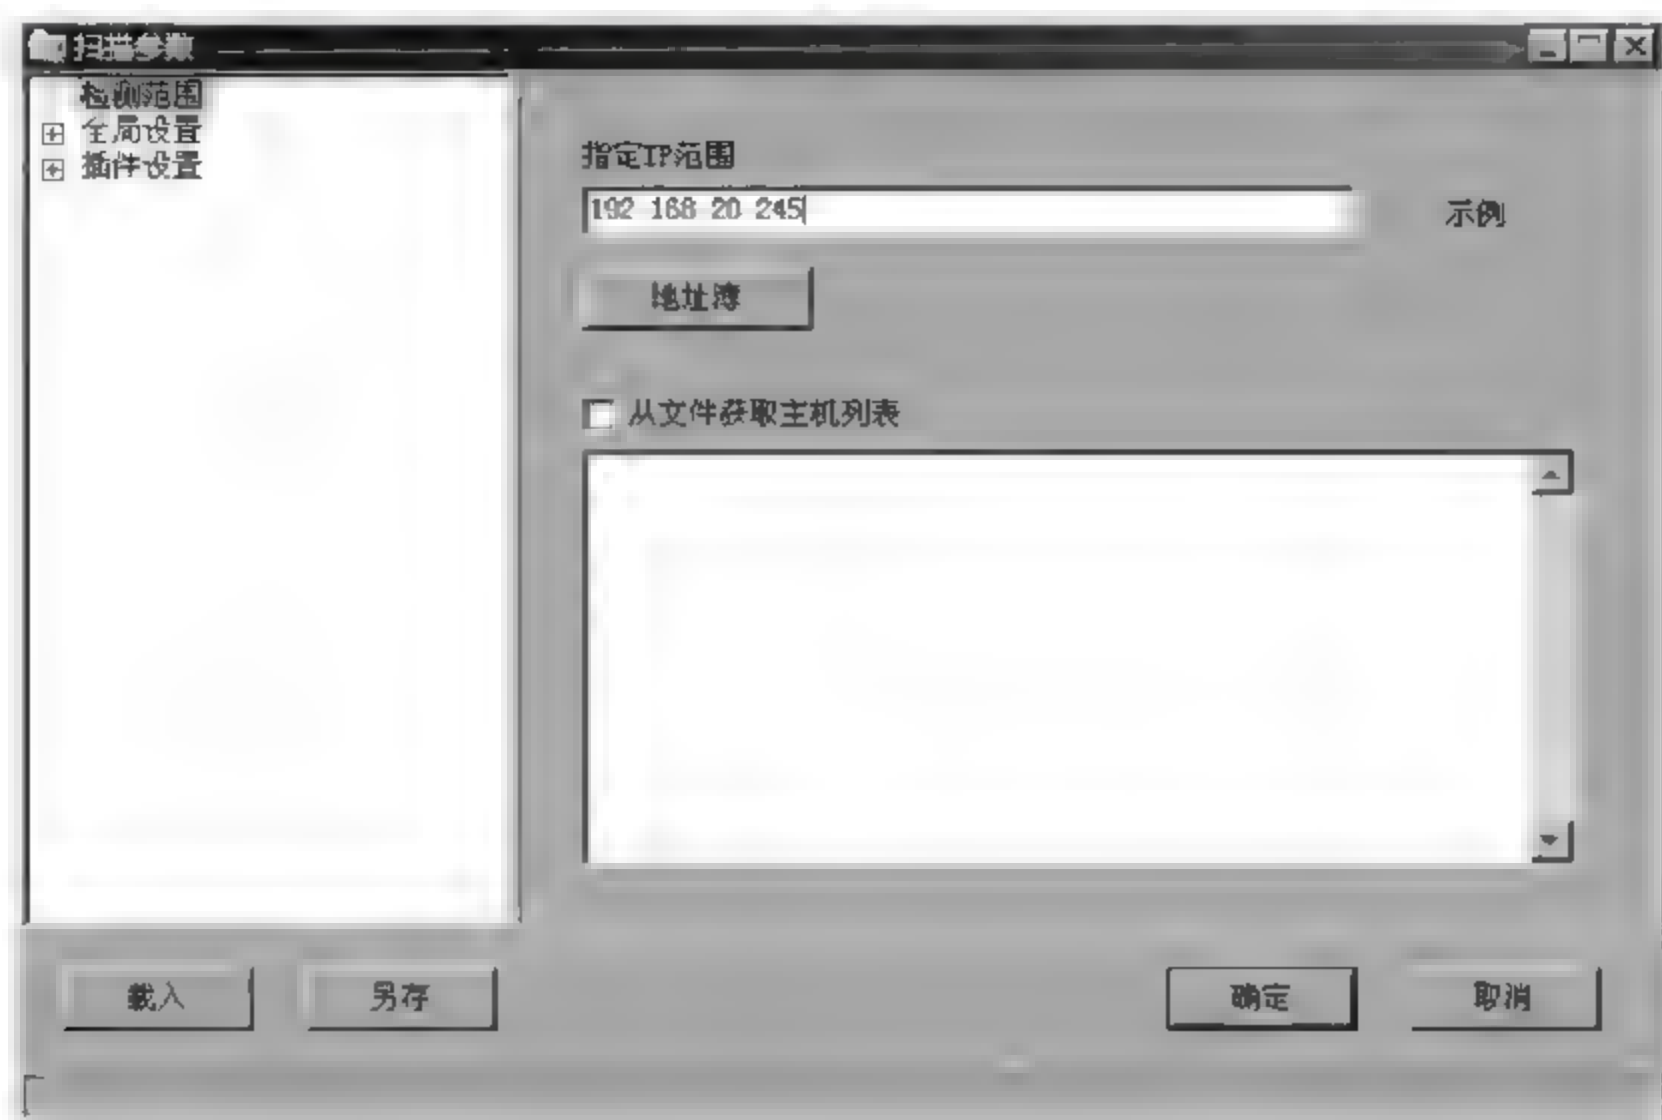 扫描参数
检测范围
全局设置
插件设置
指定IP范围
192 168 20 245
示例
地址簿
从文件获取主机列表
载入
另存
确定
取消